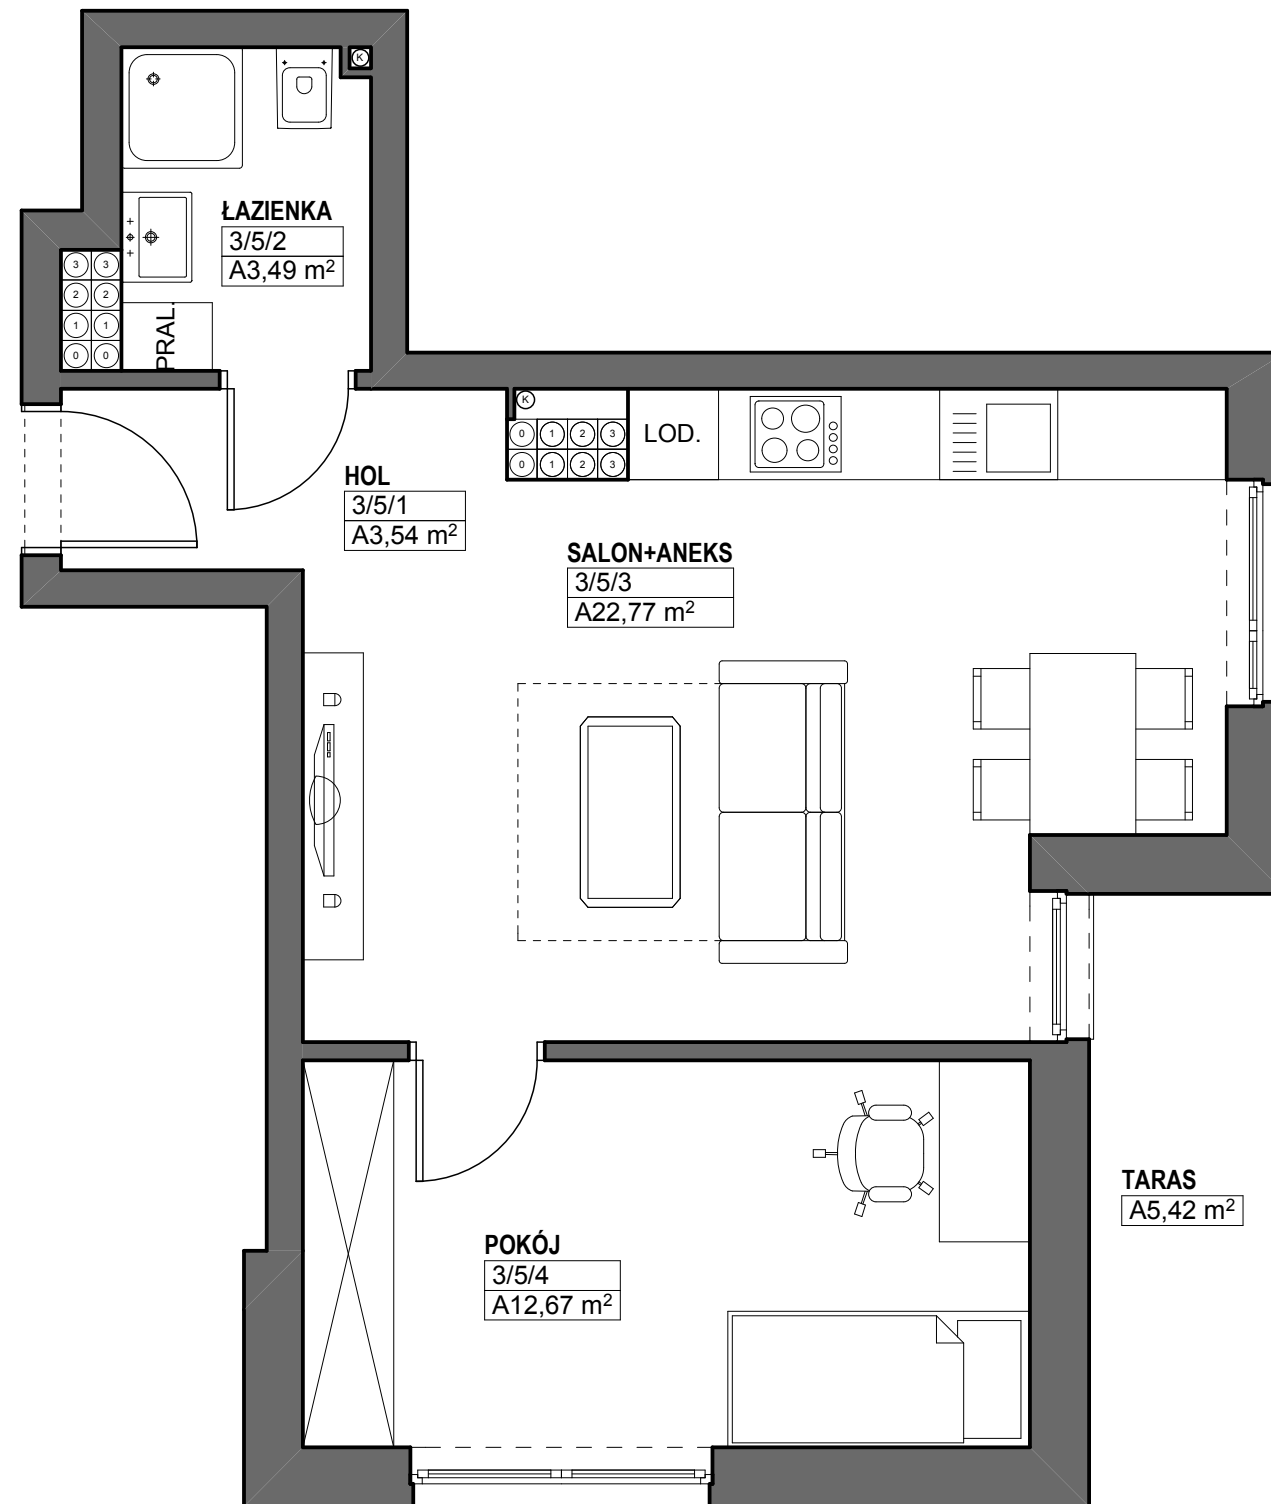 K
ŁAZIENKA
3/5/2
A3,49 m²
3 3
2 2
1 1
0 0
PRAL.
K
0 1 2 3
0 1 2 3
LOD.
HOL
3/5/1
A3,54 m²
SALON+ANEKS
3/5/3
A22,77 m²
TARAS
A5,42 m²
POKÓJ
3/5/4
A12,67 m²